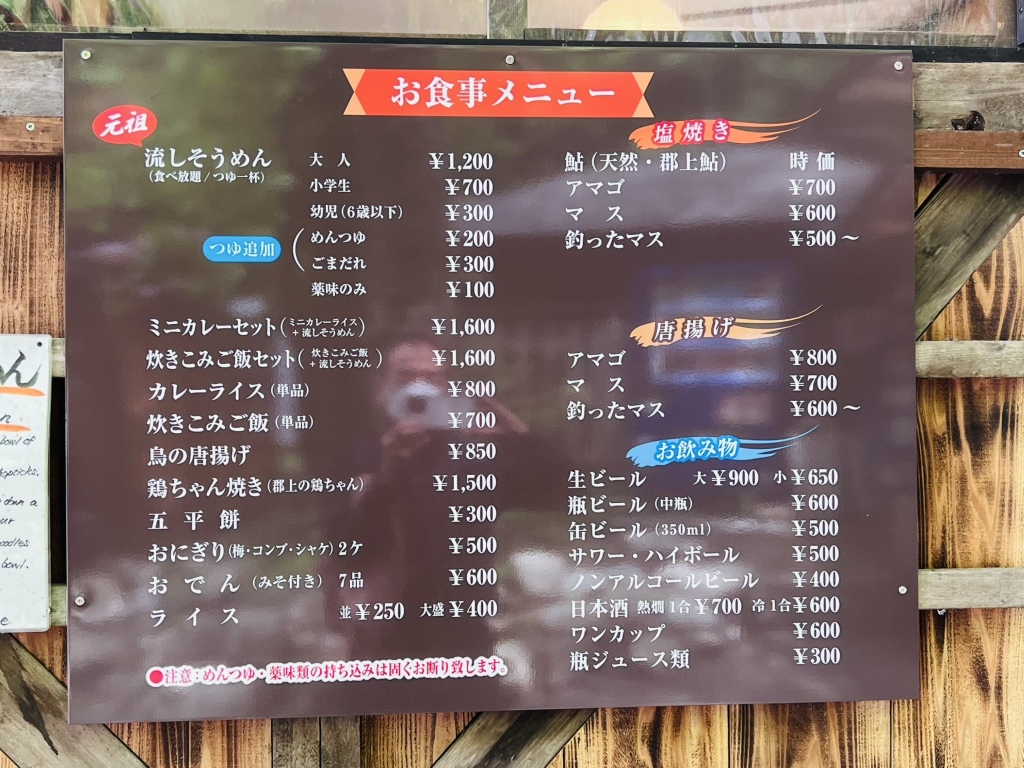 お食事メニュー
元祖
流しそうめん 大人 ¥1,200
(食べ放題/つゆ一杯)
小学生 ¥700
幼児(6歳以下) ¥300
つゆ追加
めんつゆ ¥200
ごまだれ ¥300
薬味のみ ¥100
ミニカレーセット(ミニカレーライス+流しそうめん) ¥1,600
炊きこみご飯セット(炊きこみご飯+流しそうめん) ¥1,600
カレーライス(単品) ¥800
炊きこみご飯(単品) ¥700
鳥の唐揚げ ¥850
鶏ちゃん焼き(郡上の鶏ちゃん) ¥1,500
五平餅 ¥300
おにぎり(梅・コンブ・シャケ)2ケ ¥500
おでん(みそ付き) 7品 ¥600
ライス 並¥250 大盛¥400
●注意:めんつゆ・薬味類の持ち込みは固くお断り致します。
塩焼き
鮎(天然・郡上鮎) 時価
アマゴ ¥700
マス ¥600
釣ったマス ¥500〜
唐揚げ
アマゴ ¥800
マス ¥700
釣ったマス ¥600〜
お飲み物
生ビール 大¥900 小¥650
瓶ビール(中瓶) ¥600
缶ビール(350ml) ¥500
サワー・ハイボール ¥500
ノンアルコールビール ¥400
日本酒 熱燗1合¥700 冷1合¥600
ワンカップ ¥600
瓶ジュース類 ¥300
ん
bowl of
down a
bowl.